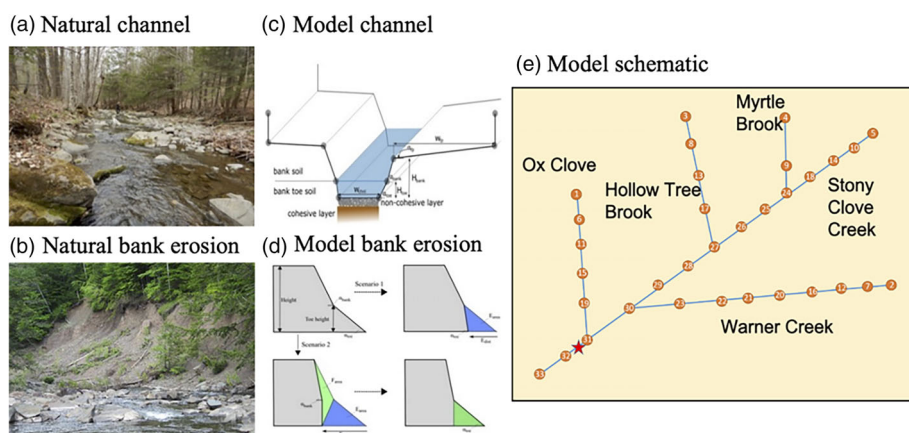 (a) Natural channel
(c) Model channel
bank soil
bank toe soil
cohesive layer
non-cohesive layer
(b) Natural bank erosion
(d) Model bank erosion
Height
Toe height
Scenario 1
Scenario 2
(e) Model schematic
Myrtle
Brook
Ox Clove
Hollow Tree
Brook
Stony
Clove
Creek
Warner Creek
3
4
5
8
10
14
9
18
13
24
1
17
25
6
26
11
27
28
15
29
19
30
23
22
21
20
16
12
7
2
31
32
33